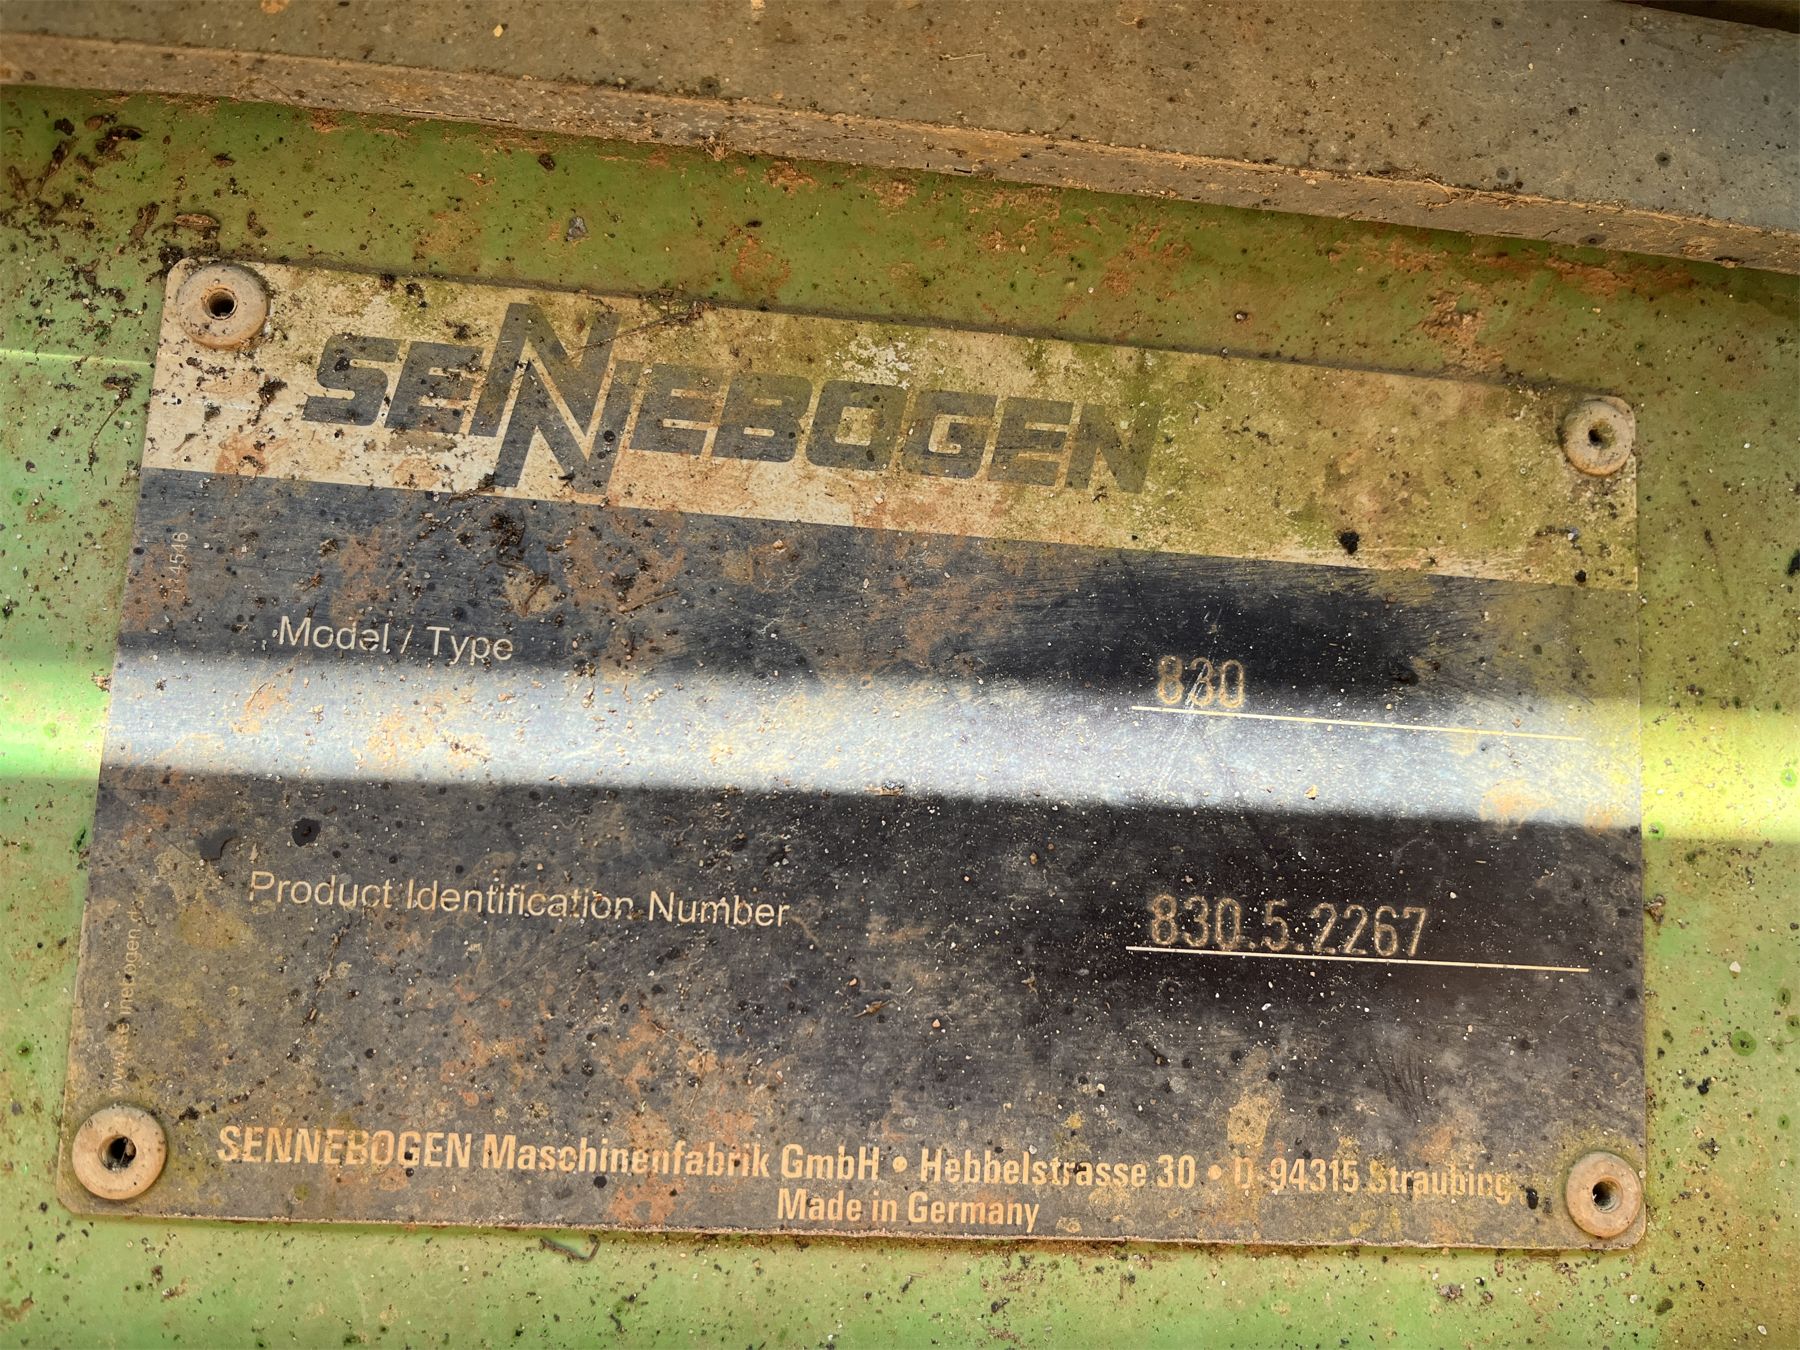 SENNEBOGEN
Model / Type 830
Product Identification Number 830.5.2267
SENNEBOGEN Maschinenfabrik GmbH • Hebbelstrasse 30 • D-94315 Straubing
Made in Germany